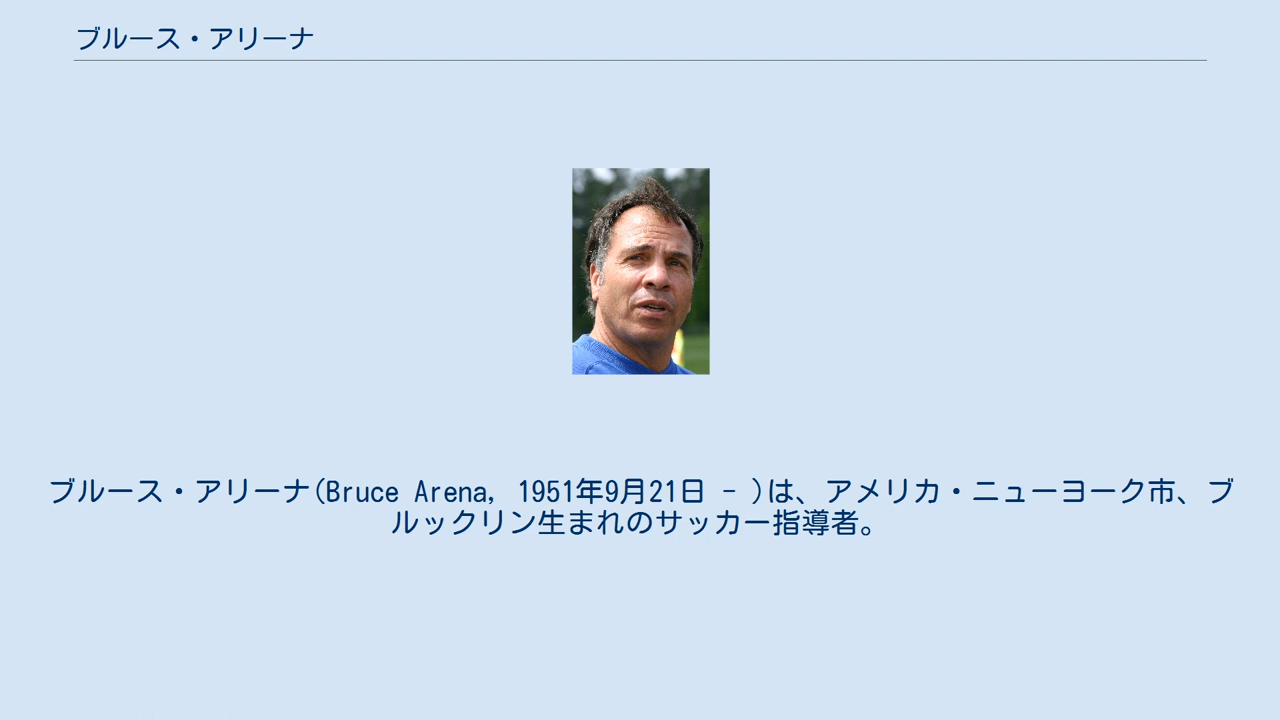 ブルース・アリーナ
ブルース・アリーナ(Bruce Arena, 1951年9月21日 - )は、アメリカ・ニューヨーク市、ブ
ルックリン生まれのサッカー指導者。